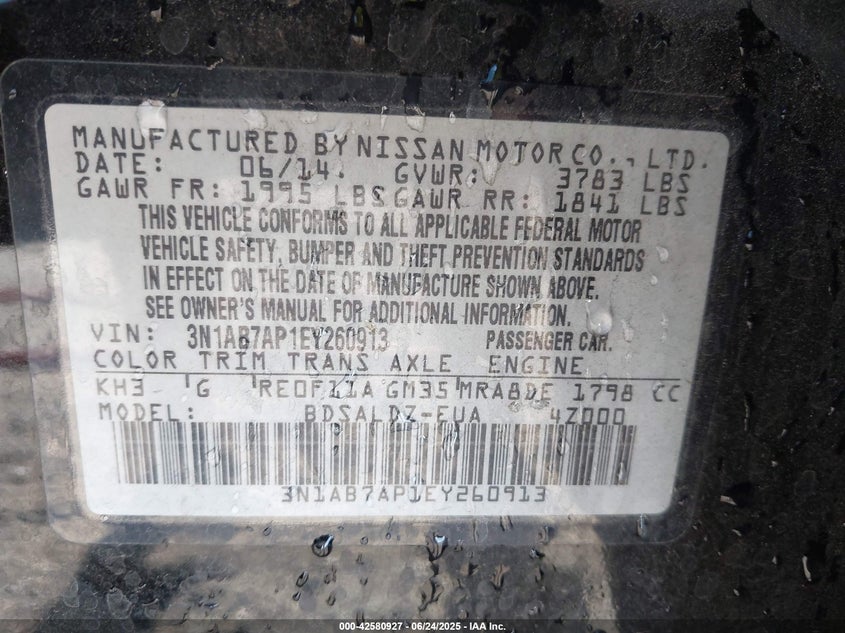 MANUFACTURED BY NISSAN MOTOR CO., LTD.
DATE: 06/14. GVWR: 3783 LBS
GAWR FR: 1995 LBS GAWR RR: 1841 LBS
THIS VEHICLE CONFORMS TO ALL APPLICABLE FEDERAL MOTOR
VEHICLE SAFETY, BUMPER AND THEFT PREVENTION STANDARDS
IN EFFECT ON THE DATE OF MANUFACTURE SHOWN ABOVE.
SEE OWNER'S MANUAL FOR ADDITIONAL INFORMATION.
VIN: 3N1AB7AP1EY260913 PASSENGER CAR.
COLOR TRIM TRANS AXLE ENGINE
KH3 G RE0F11A GM35 MRA8DE 1798 CC
MODEL: BDSALDZ-EUA 4Z000
3N1AB7AP1EY260913
000-42580927 - 06/24/2025 - IAA Inc.